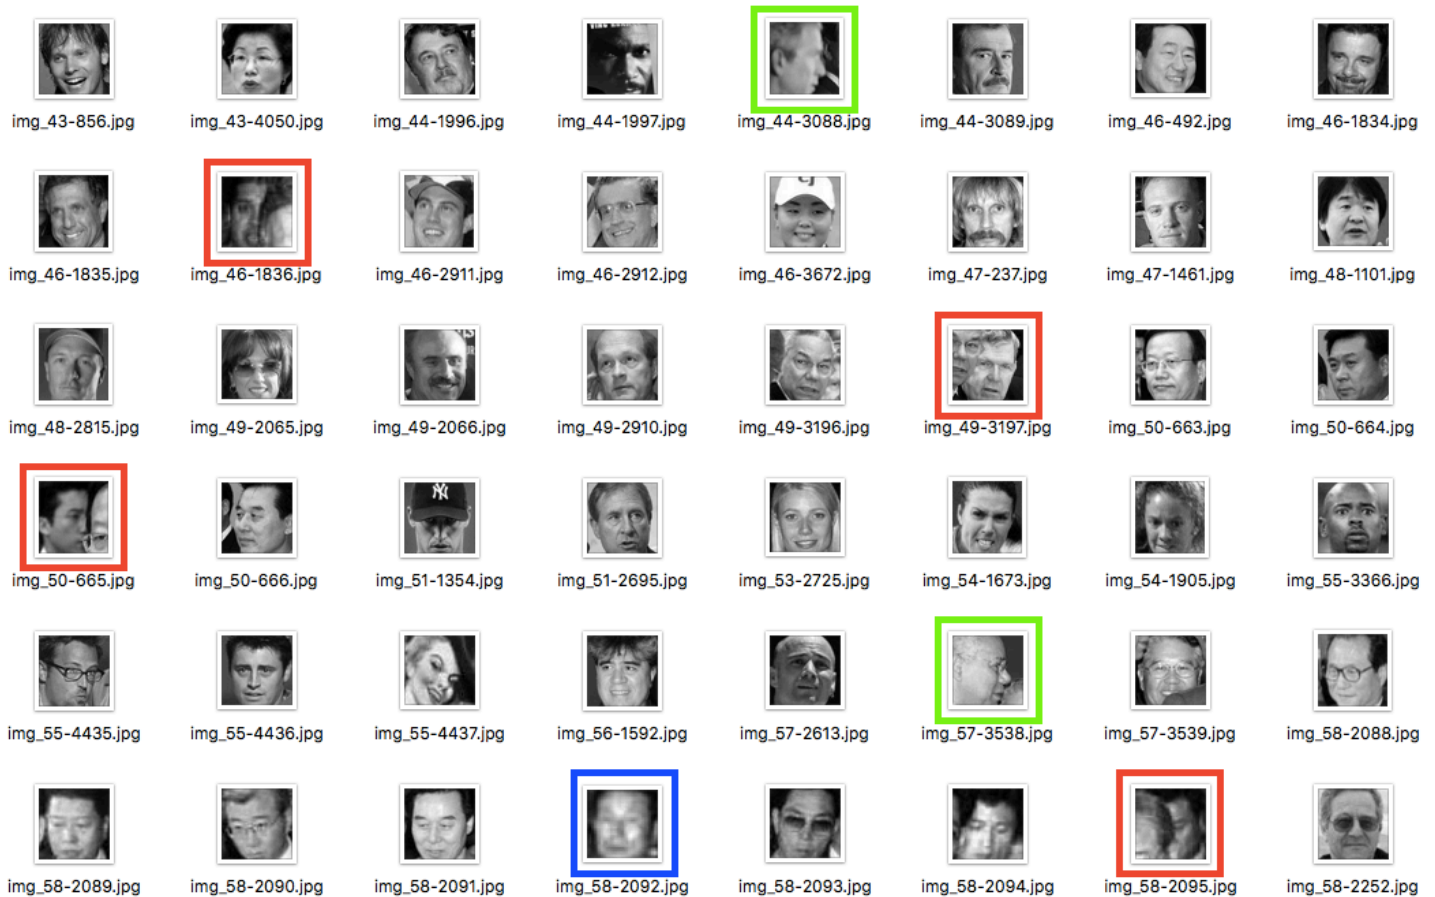 img_43-856.jpg img_43-4050.jpg img_44-1996.jpg img_44-1997.jpg img_44-3088.jpg img_44-3089.jpg img_46-492.jpg img_46-1834.jpg
img_46-1835.jpg img_46-1836.jpg img_46-2911.jpg img_46-2912.jpg img_46-3672.jpg img_47-237.jpg img_47-1461.jpg img_48-1101.jpg
img_48-2815.jpg img_49-2065.jpg img_49-2066.jpg img_49-2910.jpg img_49-3196.jpg img_49-3197.jpg img_50-663.jpg img_50-664.jpg
img_50-665.jpg img_50-666.jpg img_51-1354.jpg img_51-2695.jpg img_53-2725.jpg img_54-1673.jpg img_54-1905.jpg img_55-3366.jpg
img_55-4435.jpg img_55-4436.jpg img_55-4437.jpg img_56-1592.jpg img_57-2613.jpg img_57-3538.jpg img_57-3539.jpg img_58-2088.jpg
img_58-2089.jpg img_58-2090.jpg img_58-2091.jpg img_58-2092.jpg img_58-2093.jpg img_58-2094.jpg img_58-2095.jpg img_58-2252.jpg